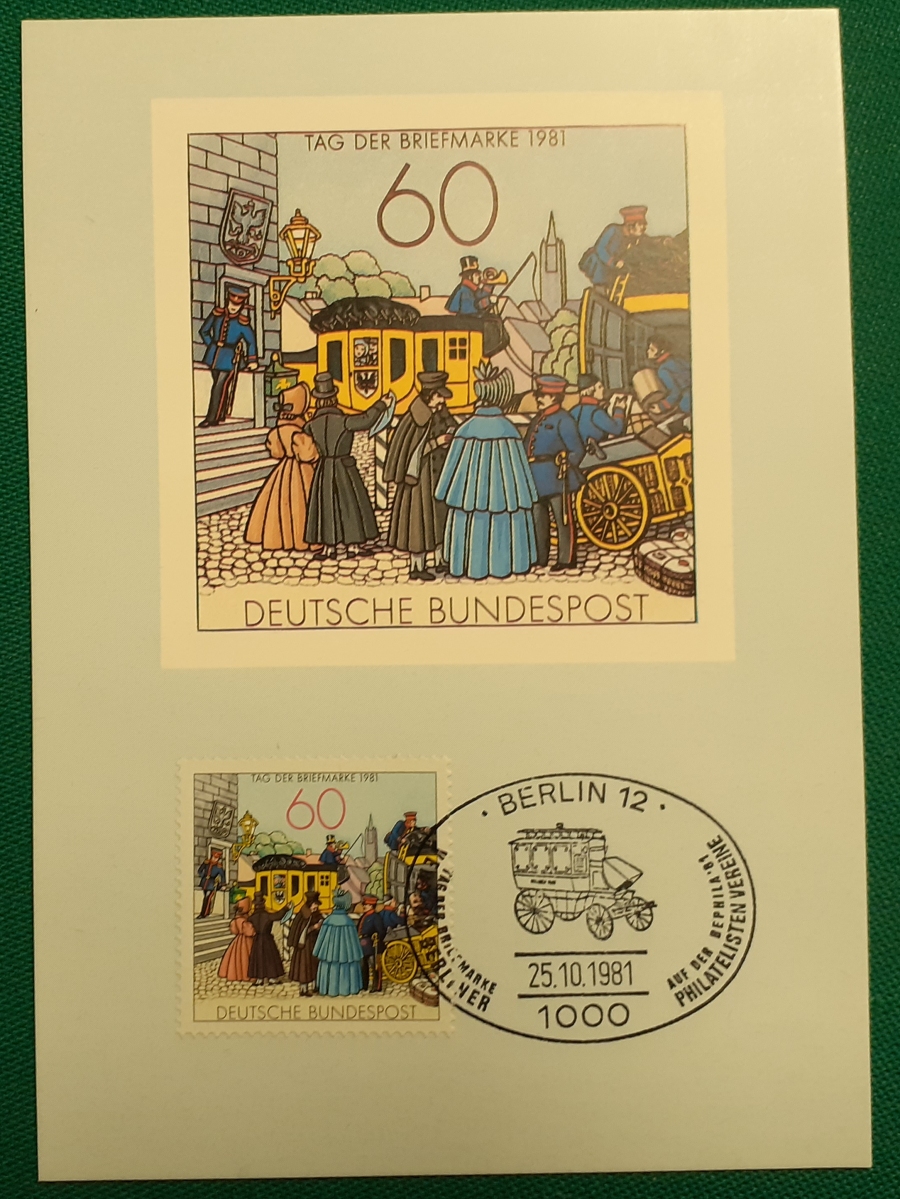 TAG DER BRIEFMARKE 1981
60
DEUTSCHE BUNDESPOST
TAG DER BRIEFMARKE 1981
60
DEUTSCHE BUNDESPOST
· BERLIN 12 ·
25.10.1981
1000
AUF DER BEPHILA'81
PHILATELISTEN VEREINE